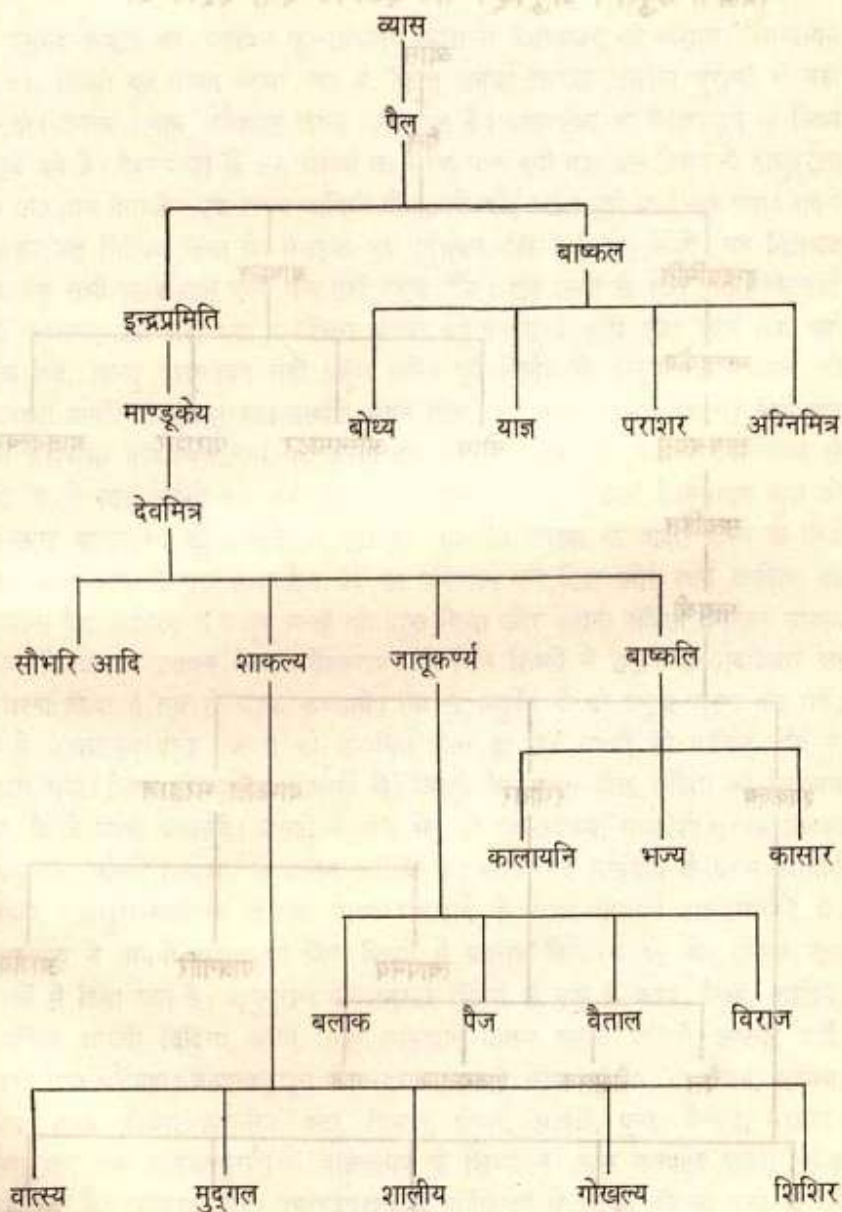 व्यास
पैल
बाष्कल
इन्द्रप्रमिति
माण्डूकेय
बोध्य याज्ञ पराशर अग्निमित्र
देवमित्र
सौभरि आदि शाकल्य जातूकर्ण्य बाष्कलि
कालायनि भज्य कासार
बलाक पैज वैताल विराज
वात्स्य मुद्गल शालीय गोखल्य शिशिर